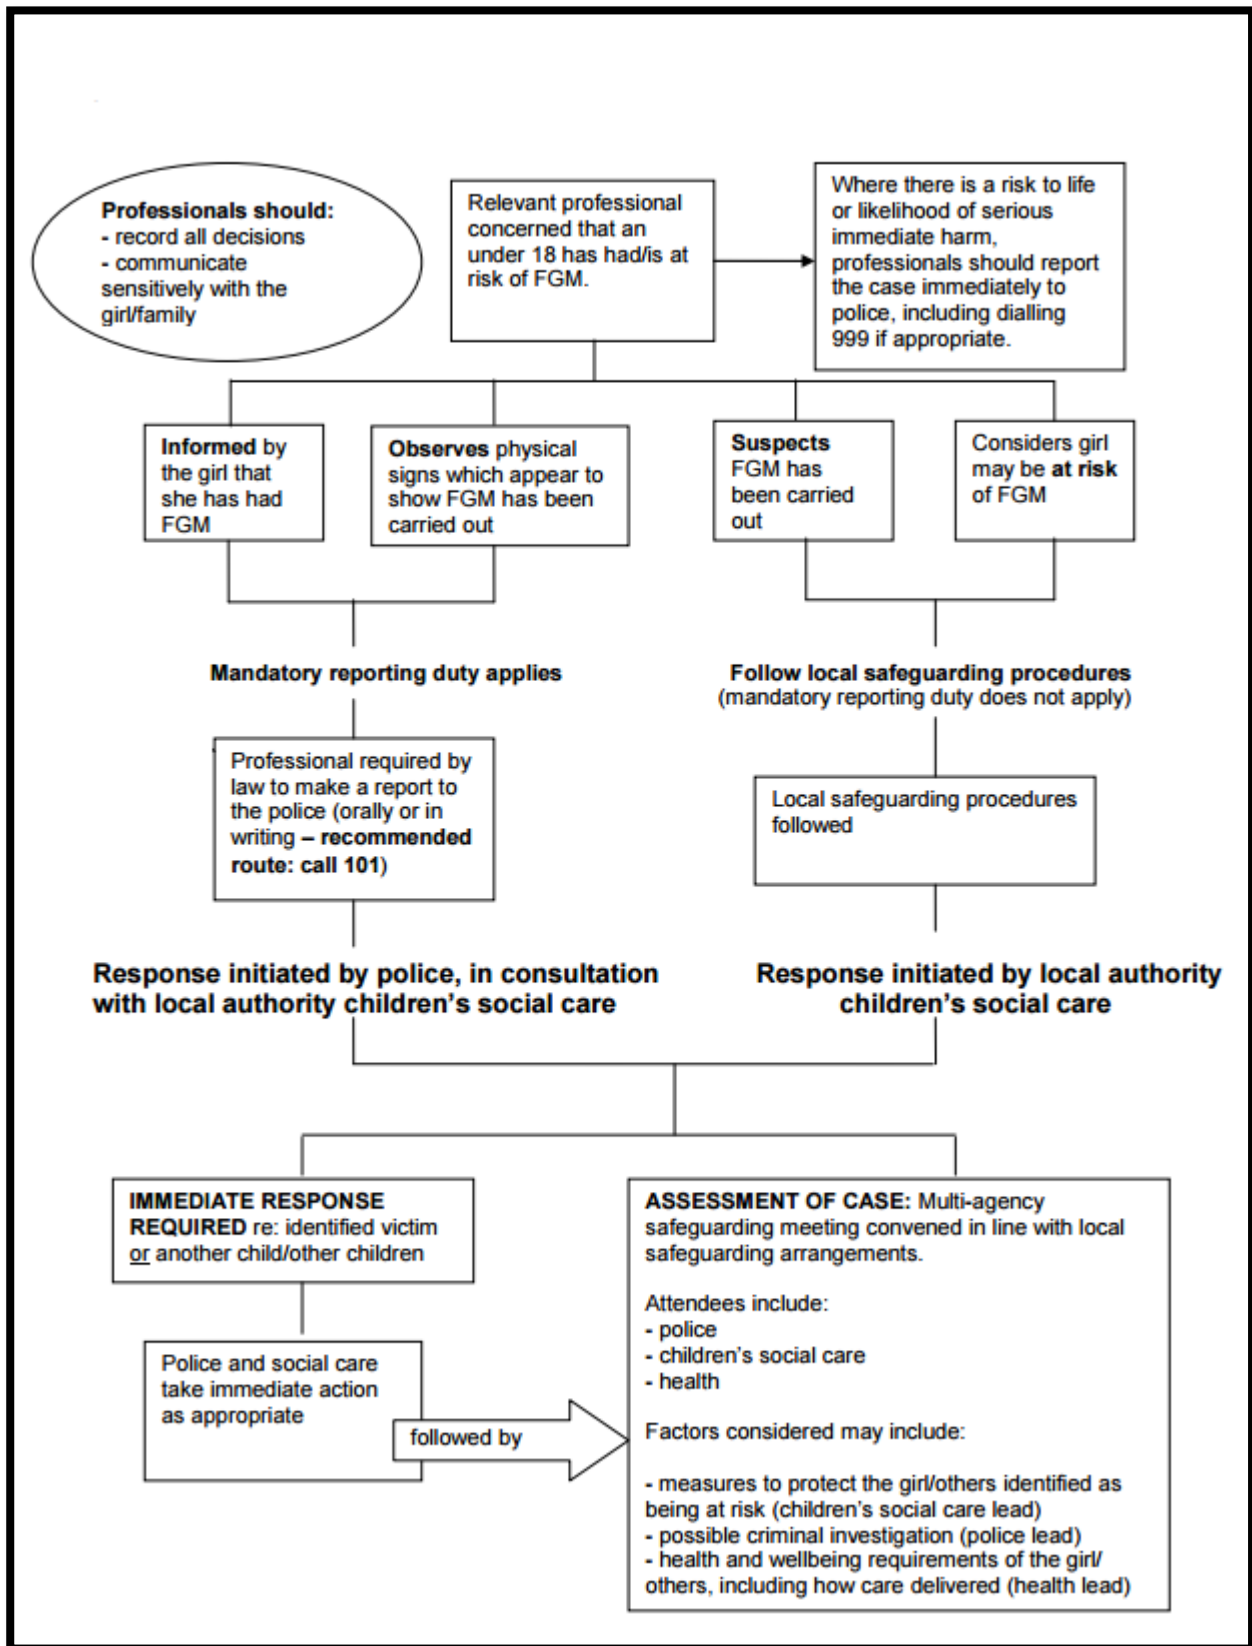 Professionals should:
- record all decisions
- communicate
sensitively with the
girl/family
Relevant professional
concerned that an
under 18 has had/is at
risk of FGM.
Where there is a risk to life
or likelihood of serious
immediate harm,
professionals should report
the case immediately to
police, including dialling
999 if appropriate.
Informed by
the girl that
she has had
FGM
Observes physical
signs which appear to
show FGM has been
carried out
Suspects
FGM has
been carried
out
Considers girl
may be at risk
of FGM
Mandatory reporting duty applies
Follow local safeguarding procedures
(mandatory reporting duty does not apply)
Professional required by
law to make a report to
the police (orally or in
writing – recommended
route: call 101)
Local safeguarding procedures
followed
Response initiated by police, in consultation
with local authority children's social care
Response initiated by local authority
children's social care
IMMEDIATE RESPONSE
REQUIRED re: identified victim
or another child/other children
Police and social care
take immediate action
as appropriate
followed by
ASSESSMENT OF CASE: Multi-agency
safeguarding meeting convened in line with local
safeguarding arrangements.
Attendees include:
- police
- children's social care
- health
Factors considered may include:
- measures to protect the girl/others identified as
being at risk (children's social care lead)
- possible criminal investigation (police lead)
- health and wellbeing requirements of the girl/
others, including how care delivered (health lead)